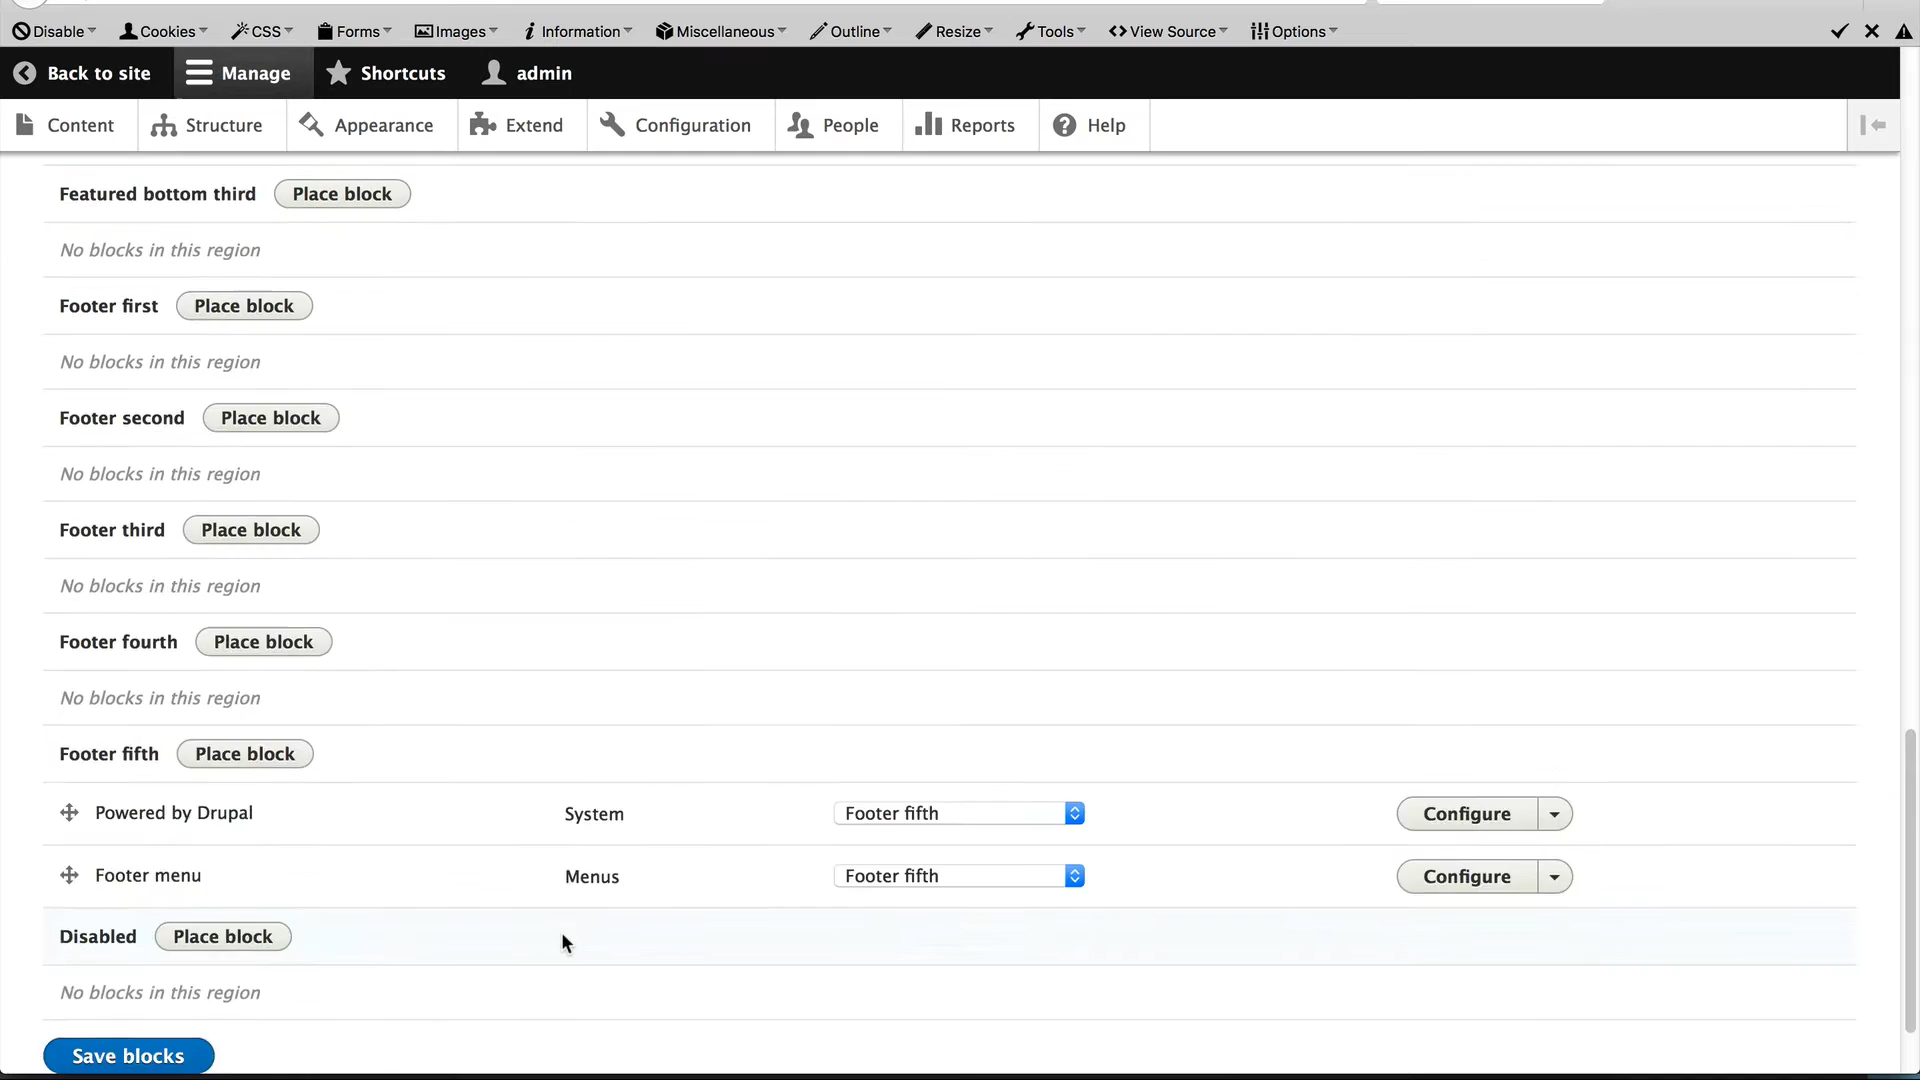 Disable Cookies CSS Forms Images Information Miscellaneous Outline Resize Tools View Source Options
Back to site Manage Shortcuts admin
Content Structure Appearance Extend Configuration People Reports Help
Featured bottom third Place block
No blocks in this region
Footer first Place block
No blocks in this region
Footer second Place block
No blocks in this region
Footer third Place block
No blocks in this region
Footer fourth Place block
No blocks in this region
Footer fifth Place block
Powered by Drupal System Footer fifth Configure
Footer menu Menus Footer fifth Configure
Disabled Place block
No blocks in this region
Save blocks